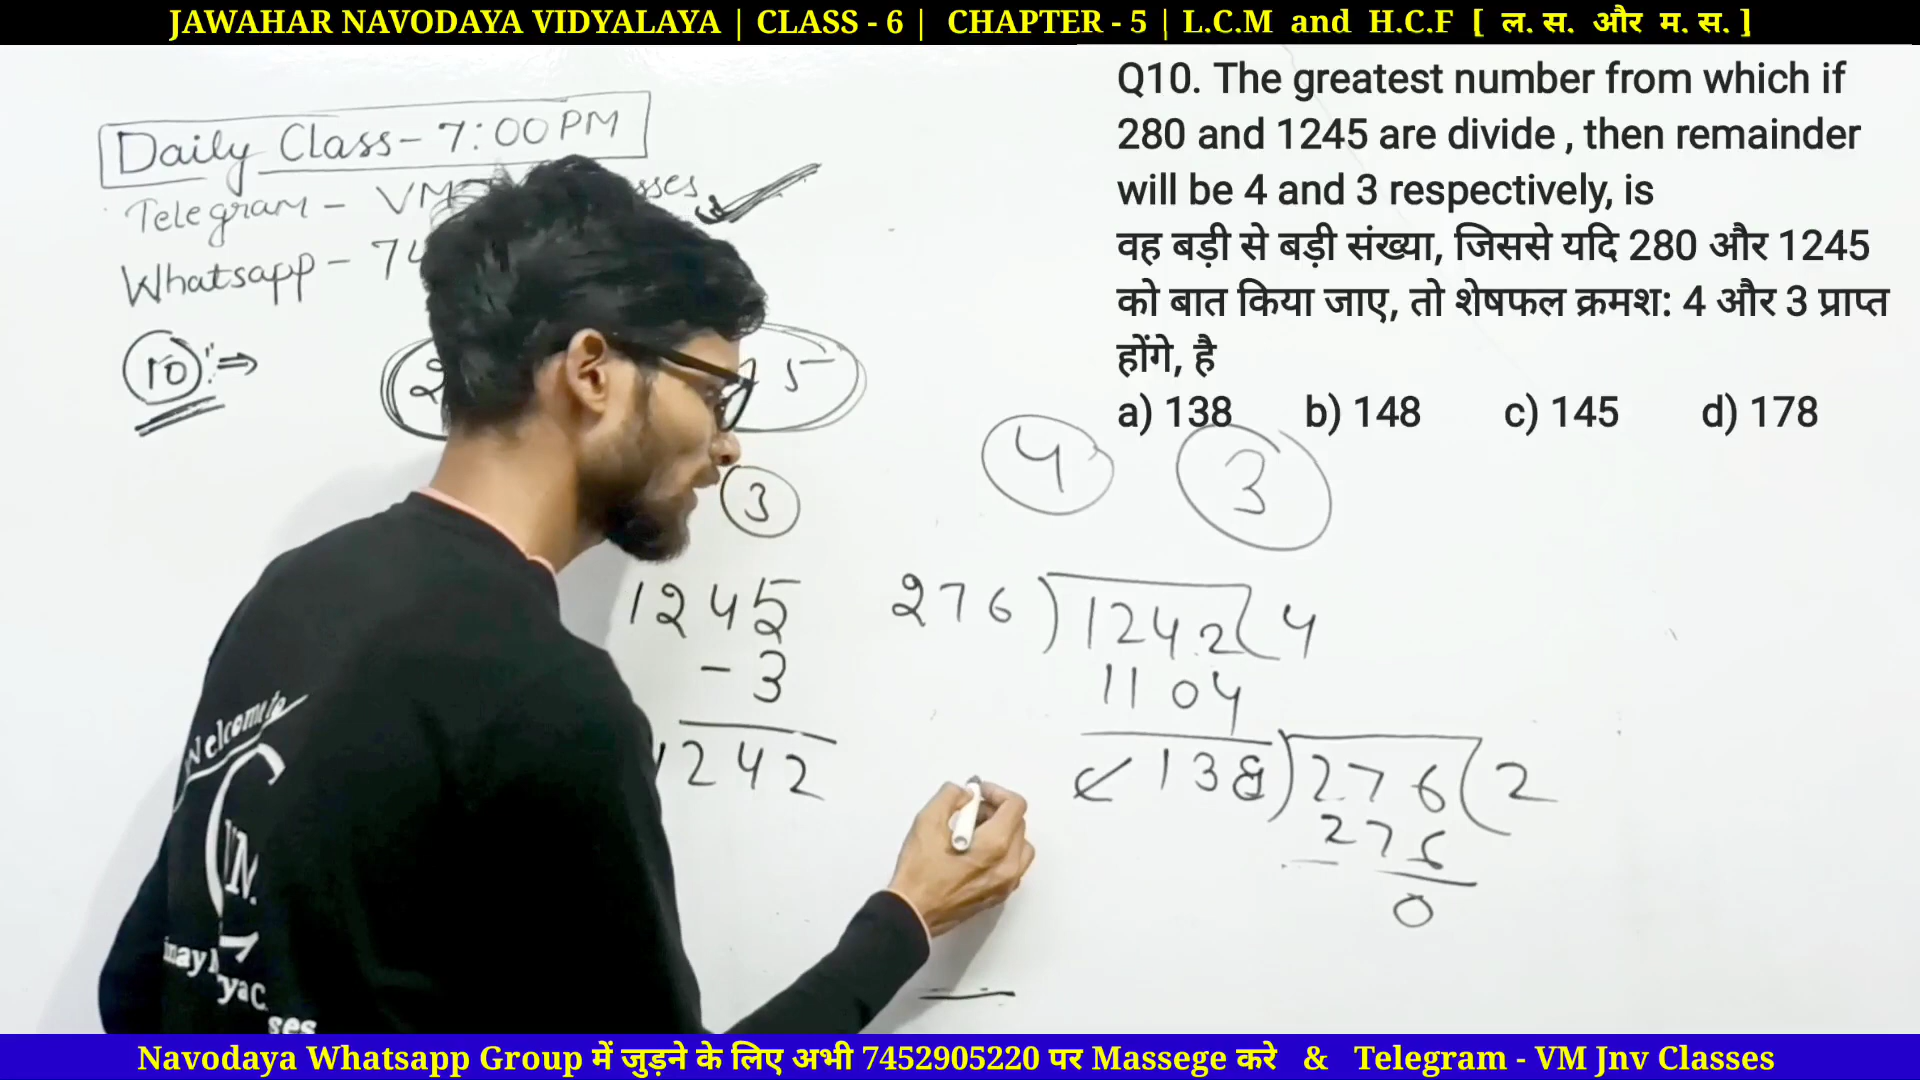 JAWAHAR NAVODAYA VIDYALAYA | CLASS - 6 | CHAPTER - 5 | L.C.M and H.C.F [ ल. स. और म. स. ]
Q10. The greatest number from which if
280 and 1245 are divide , then remainder
will be 4 and 3 respectively, is
वह बड़ी से बड़ी संख्या, जिससे यदि 280 और 1245
को बात किया जाए, तो शेषफल क्रमश: 4 और 3 प्राप्त
होंगे, है
a) 138 b) 148 c) 145 d) 178
Daily Class - 7:00 PM
Telegram - VM
Whatsapp - 74
10 :⇒
2 5
3
4 3
1245
- 3
1242
276 ) 1242 ( 4
1104
138 ) 276 ( 2
276
0
Welcome to
Navodaya Whatsapp Group में जुड़ने के लिए अभी 7452905220 पर Massege करे & Telegram - VM Jnv Classes